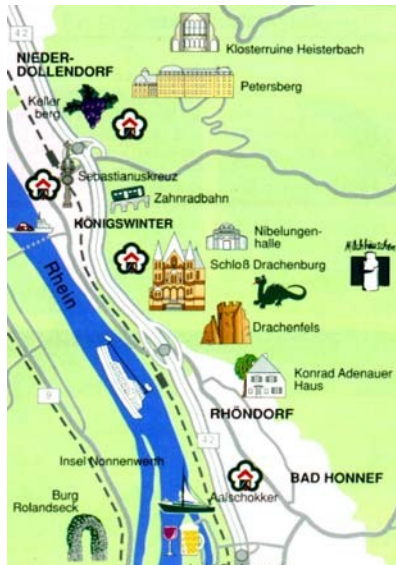 42
Klosterruine Heisterbach
NIEDER-
DOLLENDORF
Petersberg
Keller
berg
Sebastianuskreuz
Zahnradbahn
KÖNIGSWINTER
Nibelungen-
halle
Schloß Drachenburg
Rhein
Drachenfels
Konrad Adenauer
Haus
9
RHÖNDORF
42
Insel Nonnenwerth
BAD HONNEF
Burg
Rolandseck
Aalschokker